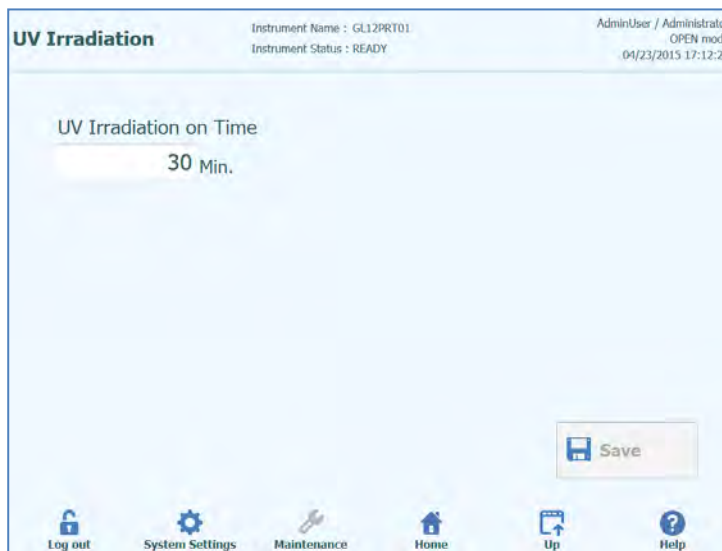 UV Irradiation
Instrument Name : GL12PRT01
Instrument Status : READY
AdminUser / Administrato
OPEN mod
04/23/2015 17:12:2
UV Irradiation on Time
30 Min.
Save
Log out System Settings Maintenance Home Up Help